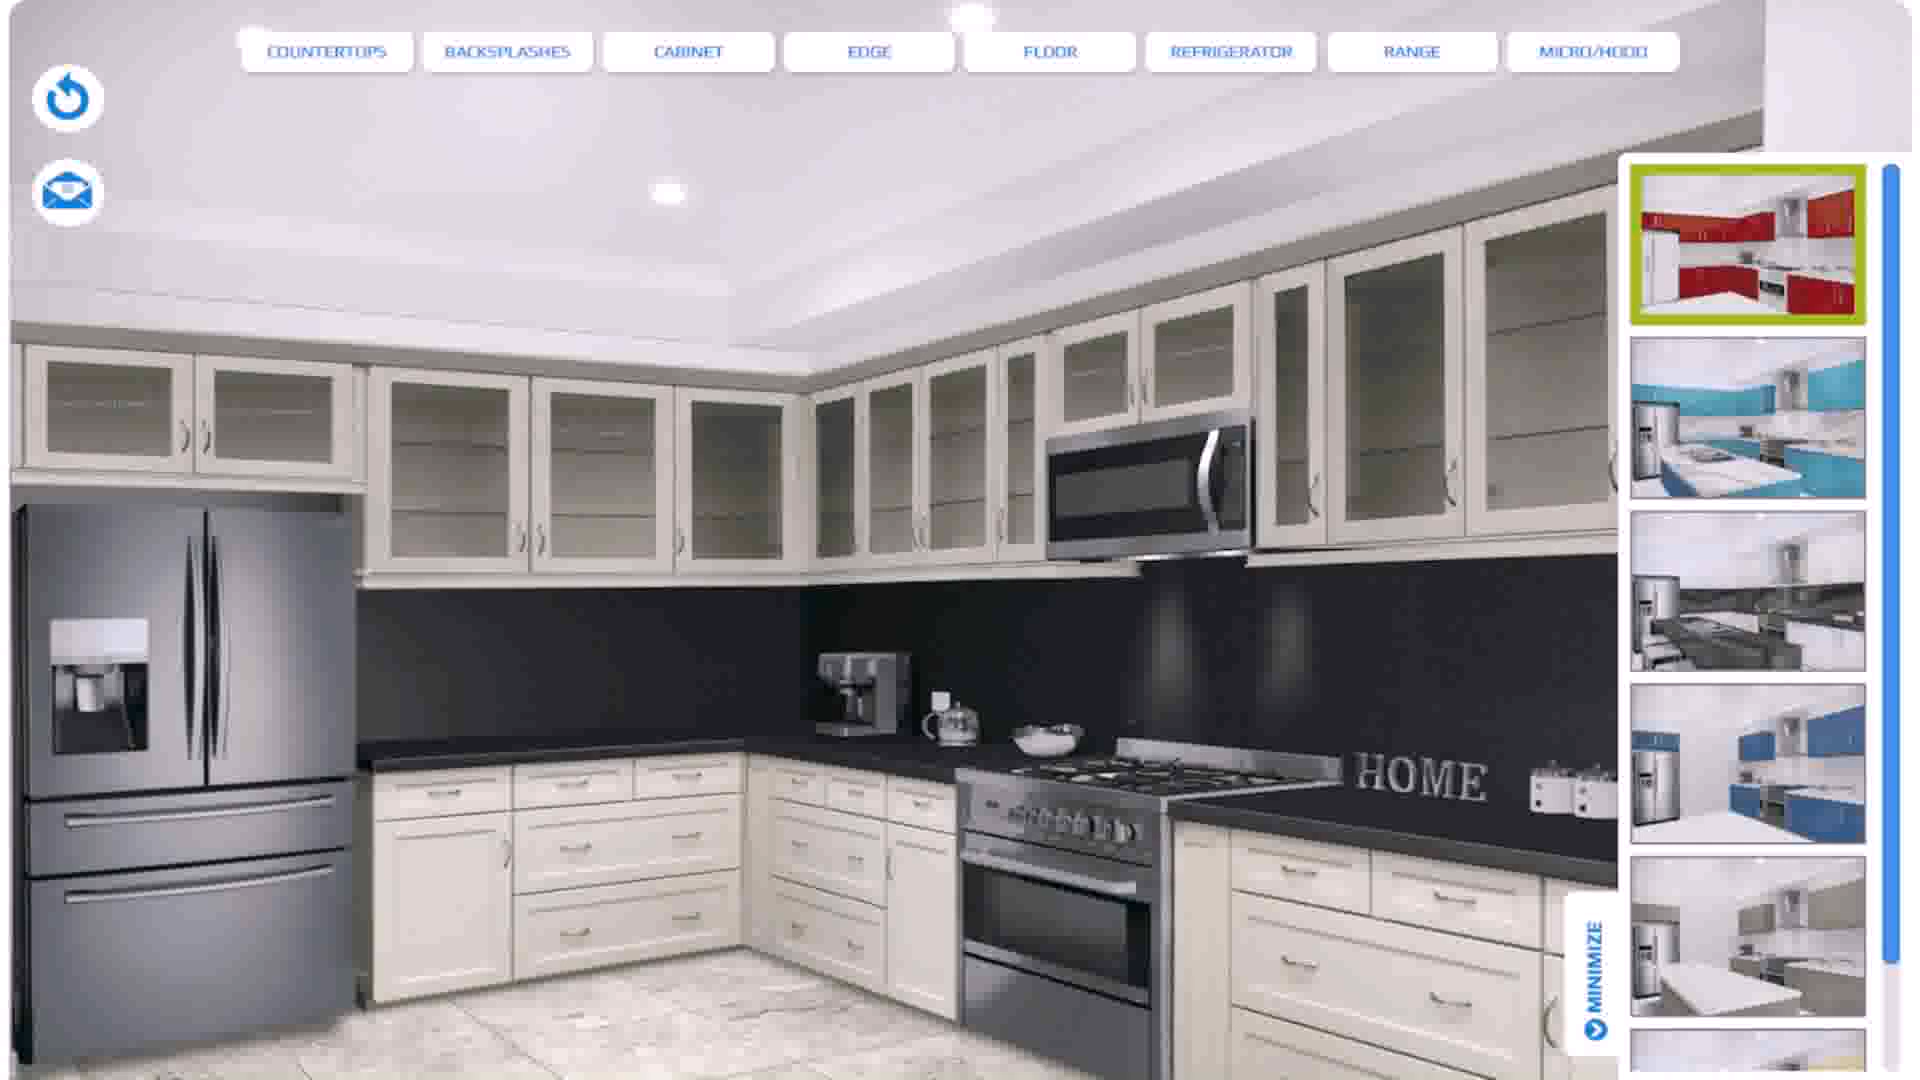 COUNTERTOPS
BACKSPLASHES
CABINET
EDGE
FLOOR
REFRIGERATOR
RANGE
MICRO/HOOD
HOME
MINIMIZE